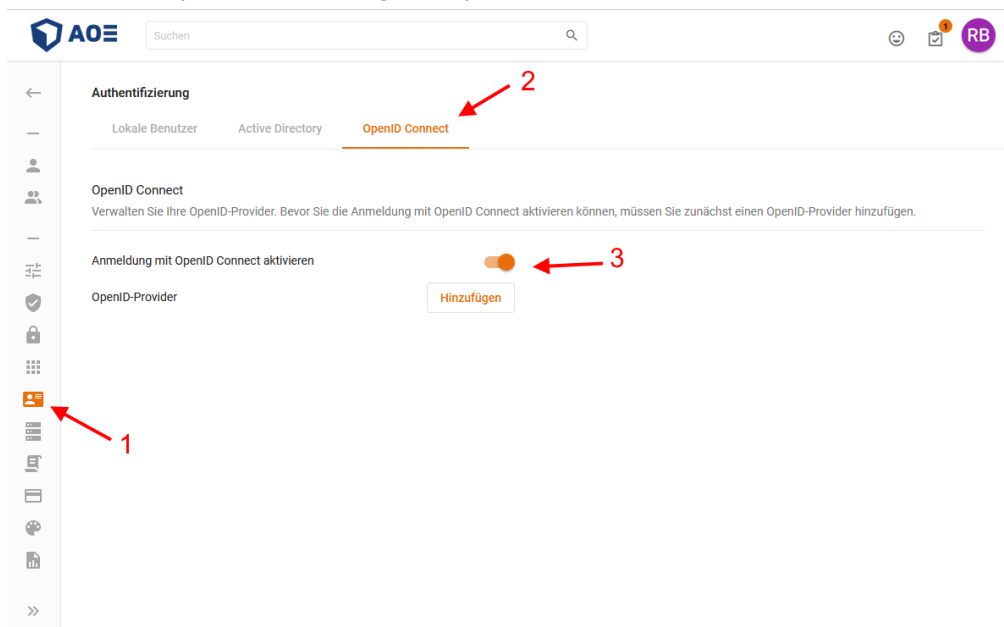 AOE
Suchen
1
RB
2
Authentifizierung
Lokale Benutzer
Active Directory
OpenID Connect
OpenID Connect
Verwalten Sie Ihre OpenID-Provider. Bevor Sie die Anmeldung mit OpenID Connect aktivieren können, müssen Sie zunächst einen OpenID-Provider hinzufügen.
Anmeldung mit OpenID Connect aktivieren
3
OpenID-Provider
Hinzufügen
1